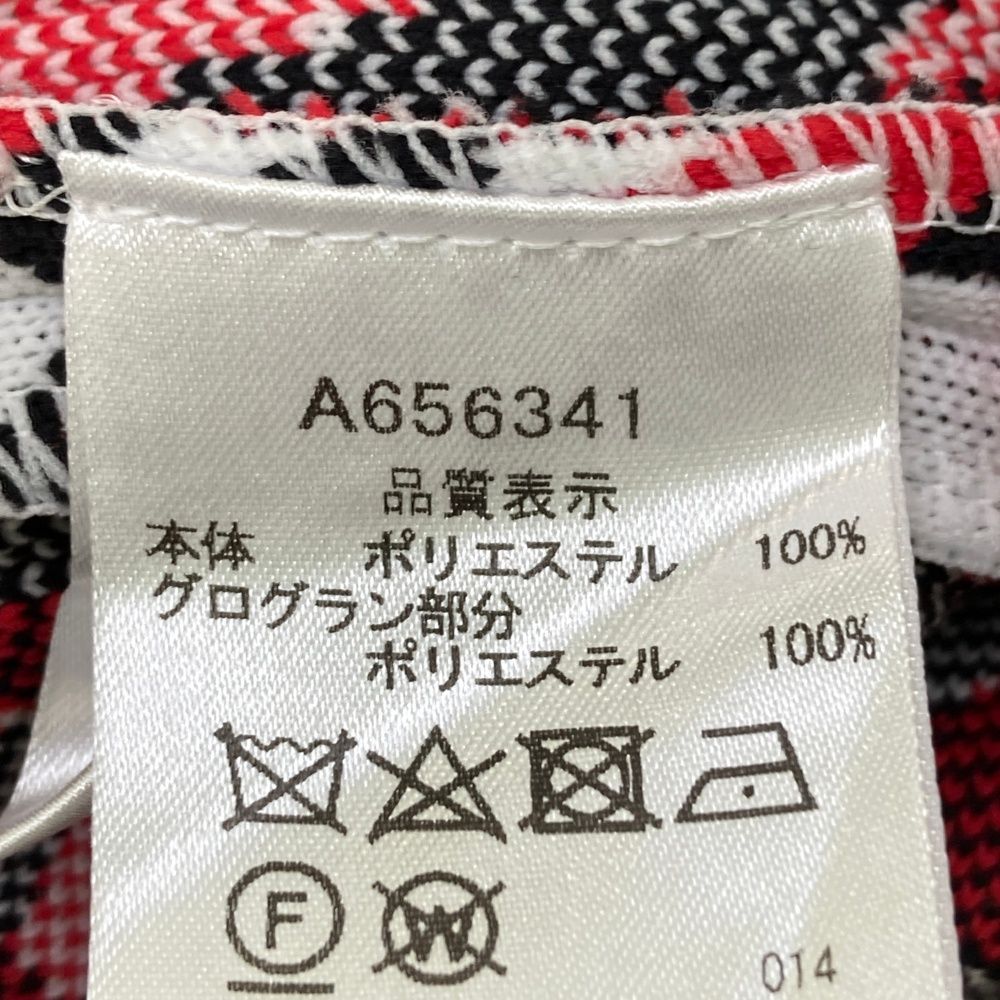 A656341
品質表示
本体 ポリエステル 100%
グログラン部分
ポリエステル 100%
F
W
014